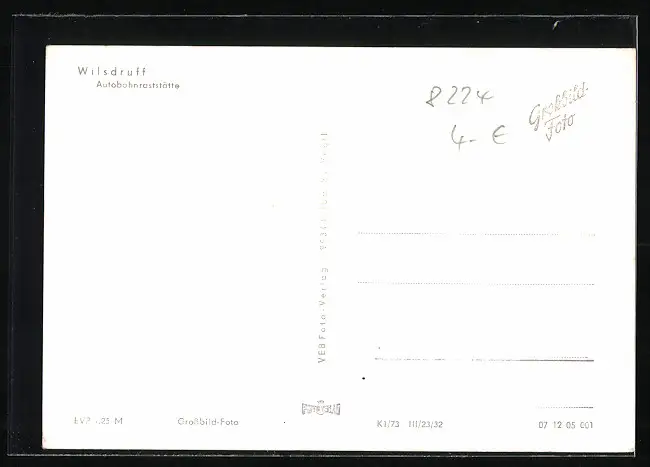 Wilsdruff
Autobahnraststätte
8224
4.- €
Großbild-
Foto
VEB Foto-Verlag
M
Großbild-Foto
K1/73 III/23/32
07 12 05 001